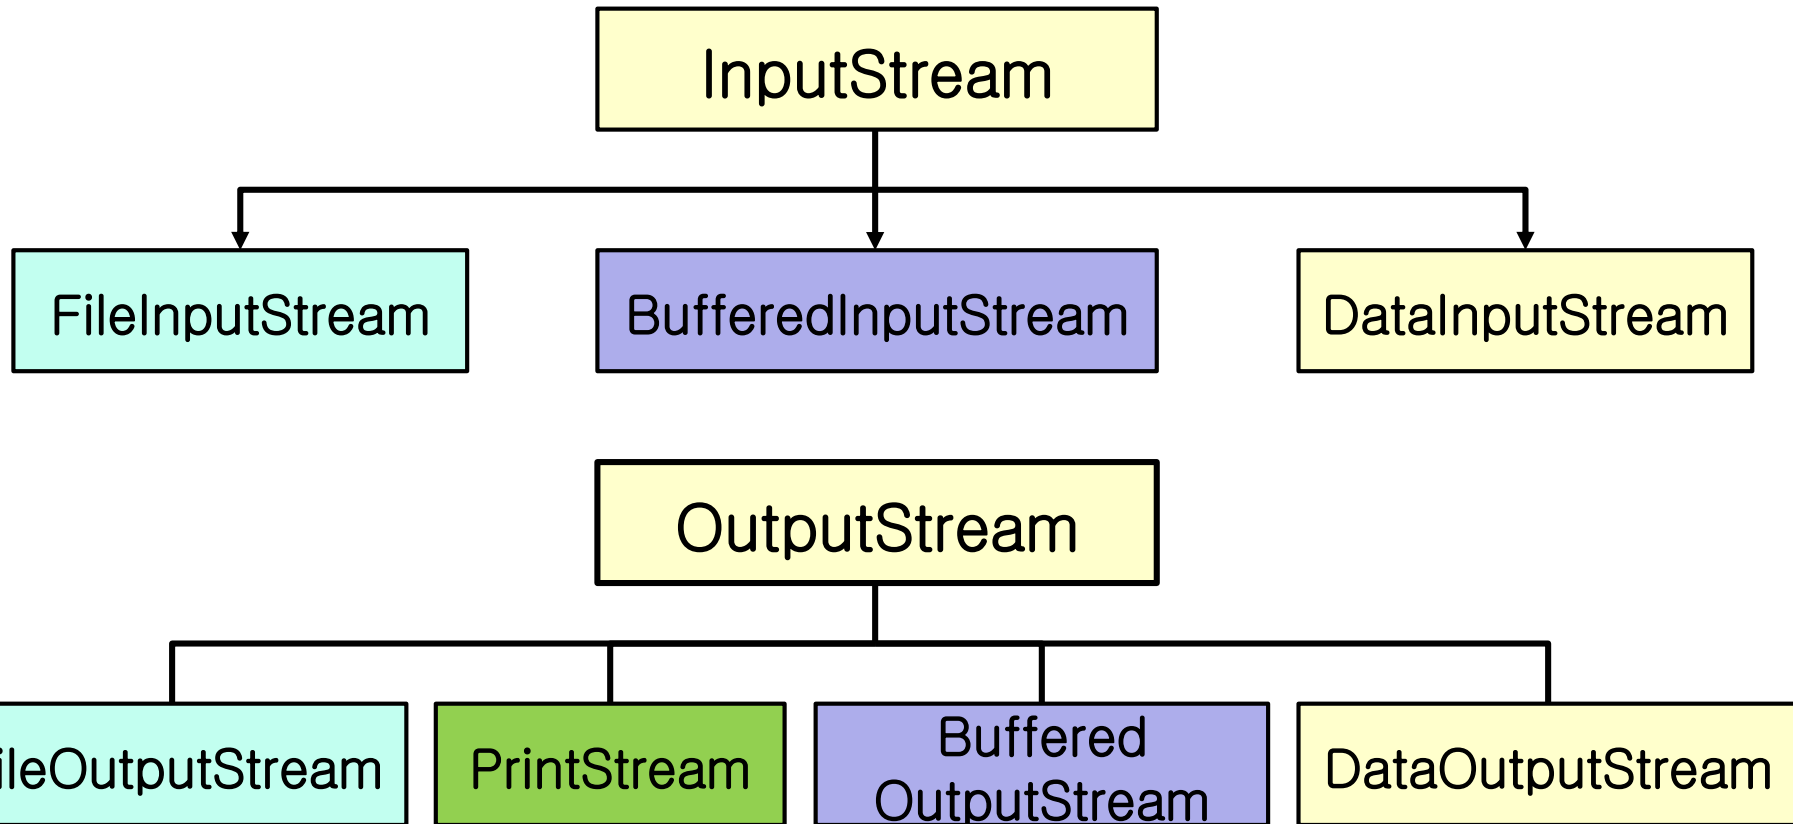 InputStream
FileInputStream
BufferedInputStream
DataInputStream
OutputStream
ileOutputStream
PrintStream
Buffered
OutputStream
DataOutputStream